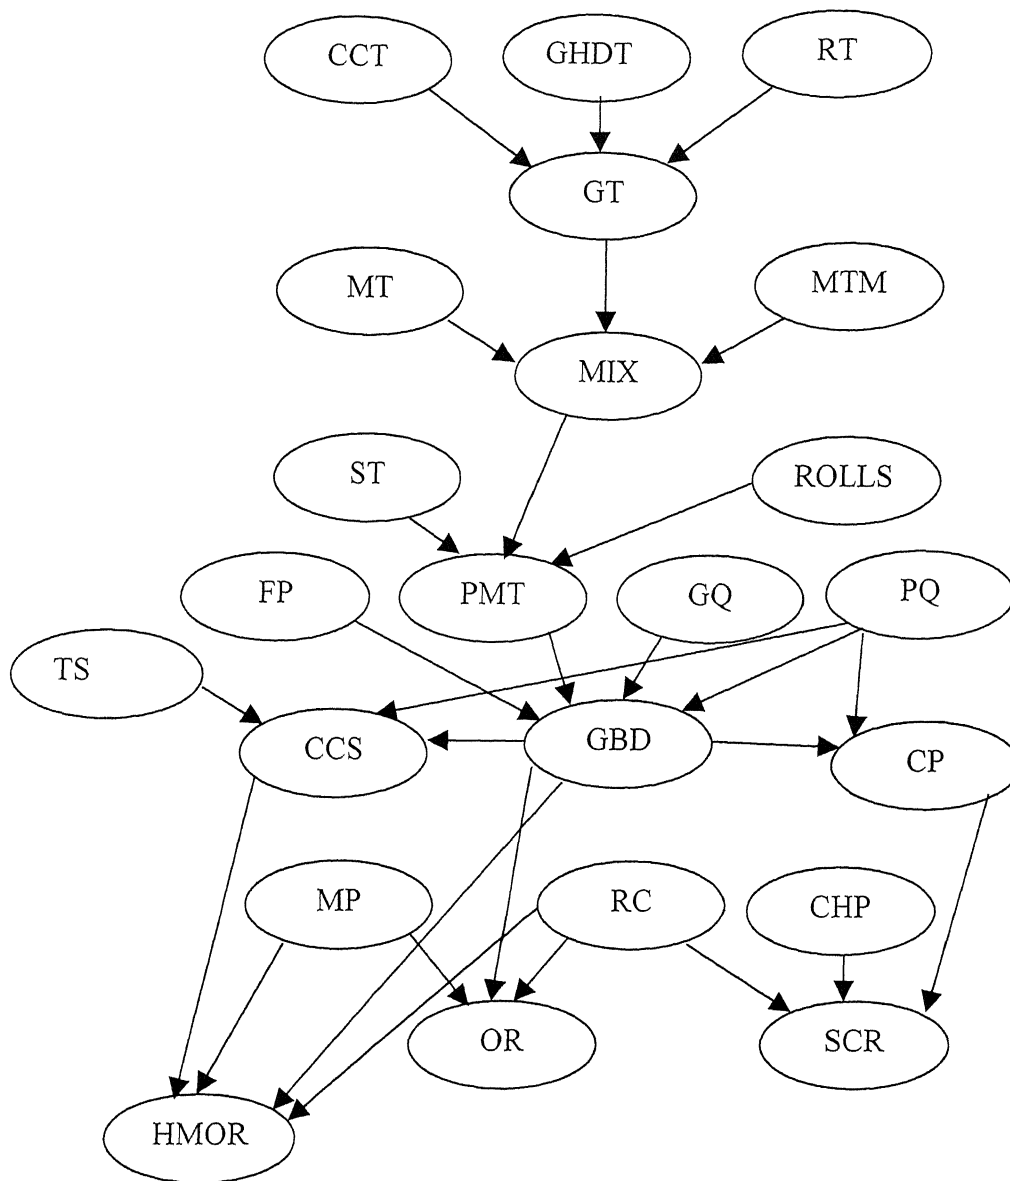 CCT
GHDT
RT
GT
MT
MTM
MIX
ST
ROLLS
FP
PMT
GQ
PQ
TS
CCS
GBD
CP
MP
RC
CHP
OR
SCR
HMOR